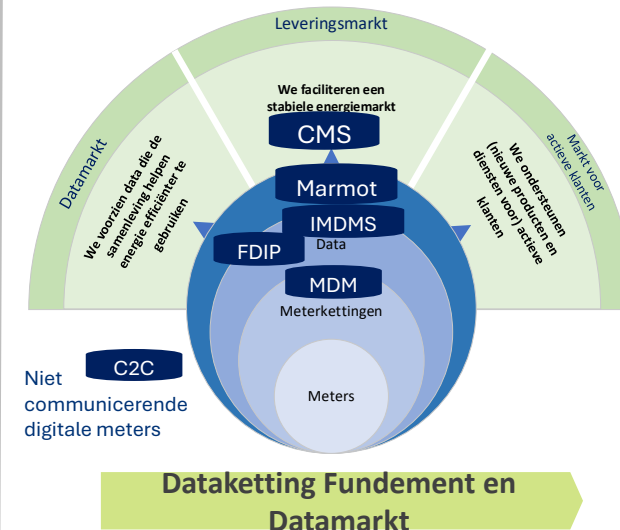 Leveringsmarkt
Datamarkt
Markt voor
actieve klanten
We faciliteren een
stabiele energiemarkt
We voorzien data die de
samenleving helpen
energie efficiënter te
gebruiken
We ondersteunen
(nieuwe producten en
diensten voor) actieve
klanten
CMS
Marmot
IMDMS
FDIP
Data
MDM
Meterkettingen
C2C
Niet
communicerende
digitale meters
Meters
Dataketting Fundement en
Datamarkt